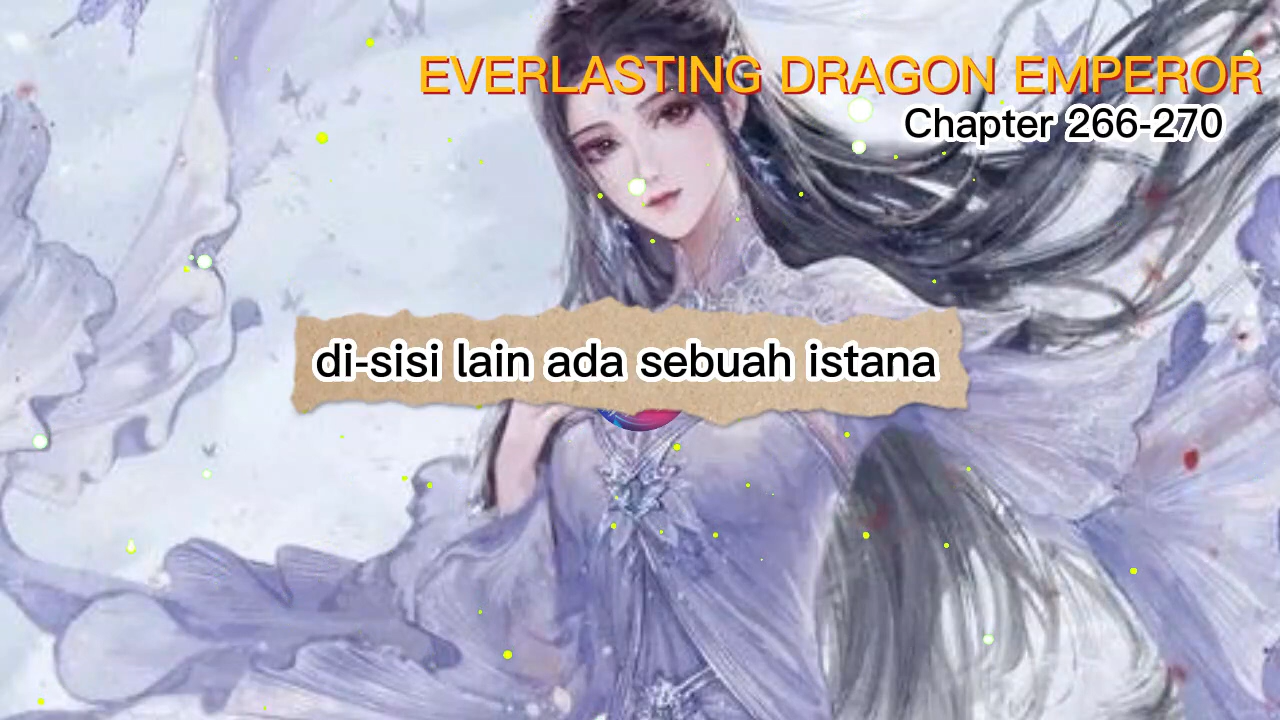 EVERLASTING DRAGON EMPEROR
Chapter 266-270
di-sisi lain ada sebuah istana